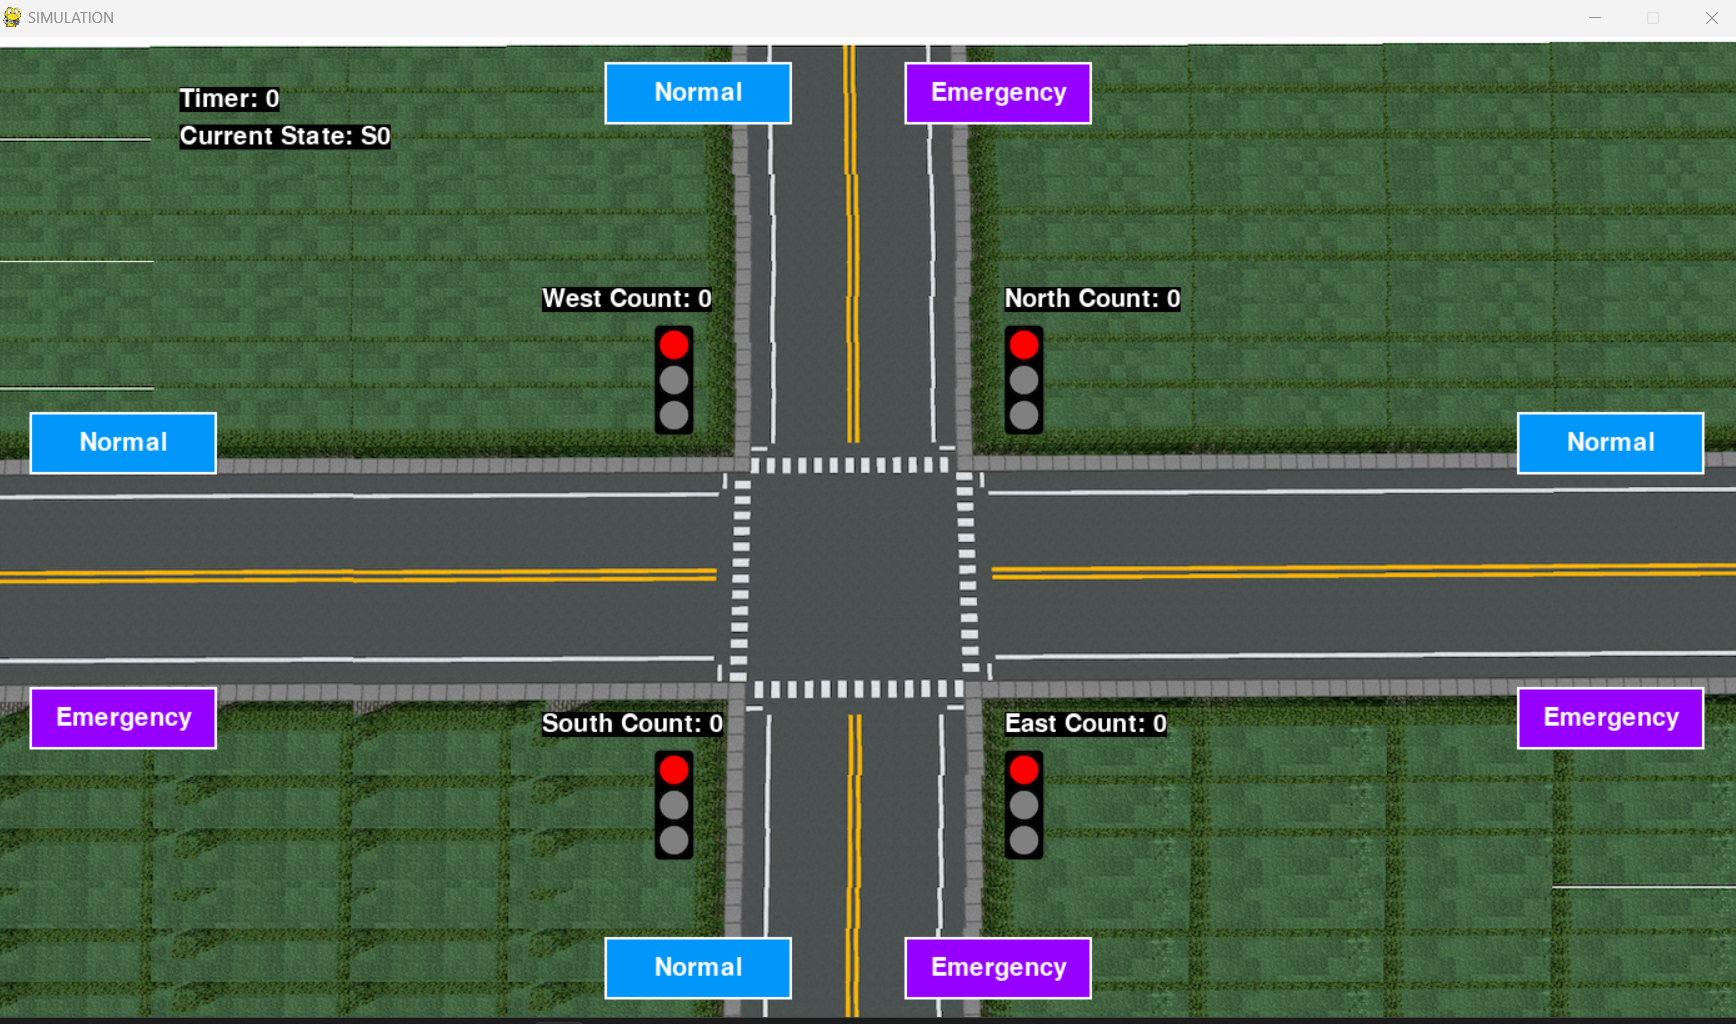 SIMULATION
Normal
Emergency
Timer: 0
Current State: S0
West Count: 0
North Count: 0
Normal
Normal
Emergency
Emergency
South Count: 0
East Count: 0
Normal
Emergency